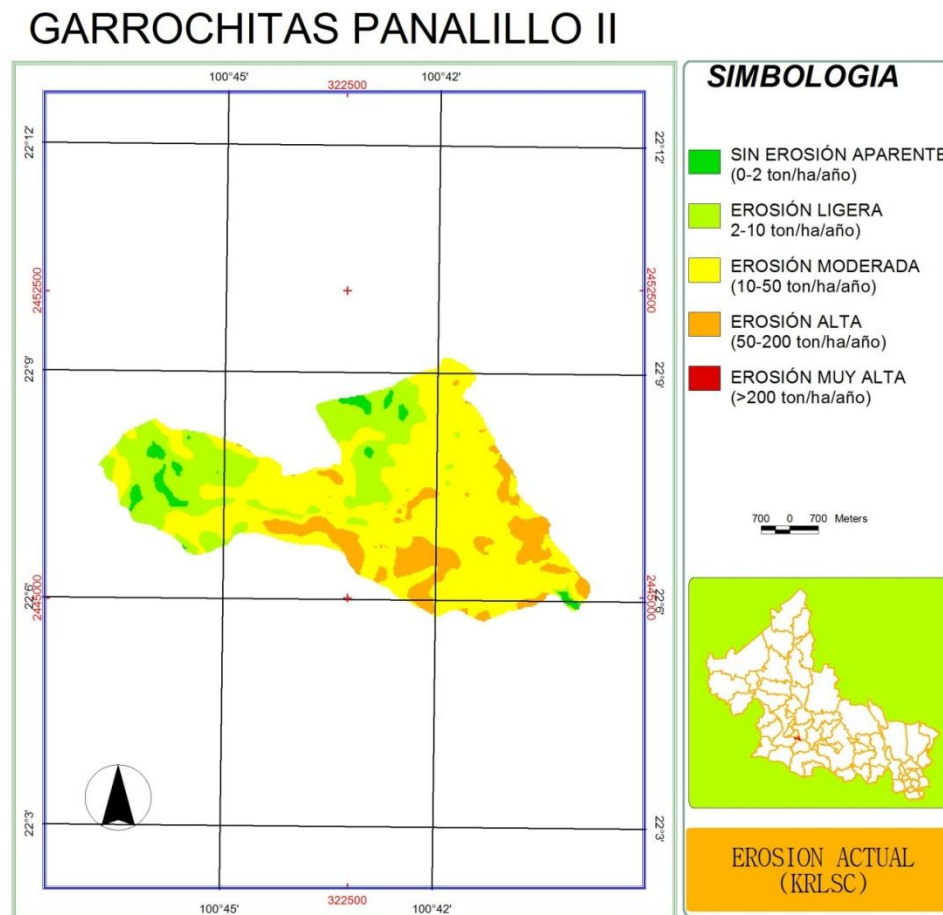 GARROCHITAS PANALILLO II
100°45'
100°42'
322500
22°12'
22°12'
2452500
2452500
22°9'
22°9'
2445000
22°6'
2445000
22°6'
22°3'
22°3'
100°45'
322500
100°42'
SIMBOLOGIA
SIN EROSIÓN APARENTE
(0-2 ton/ha/año)
EROSIÓN LIGERA
2-10 ton/ha/año)
EROSIÓN MODERADA
(10-50 ton/ha/año)
EROSIÓN ALTA
(50-200 ton/ha/año)
EROSIÓN MUY ALTA
(>200 ton/ha/año)
700 0 700 Meters
EROSION ACTUAL
(KRLSC)